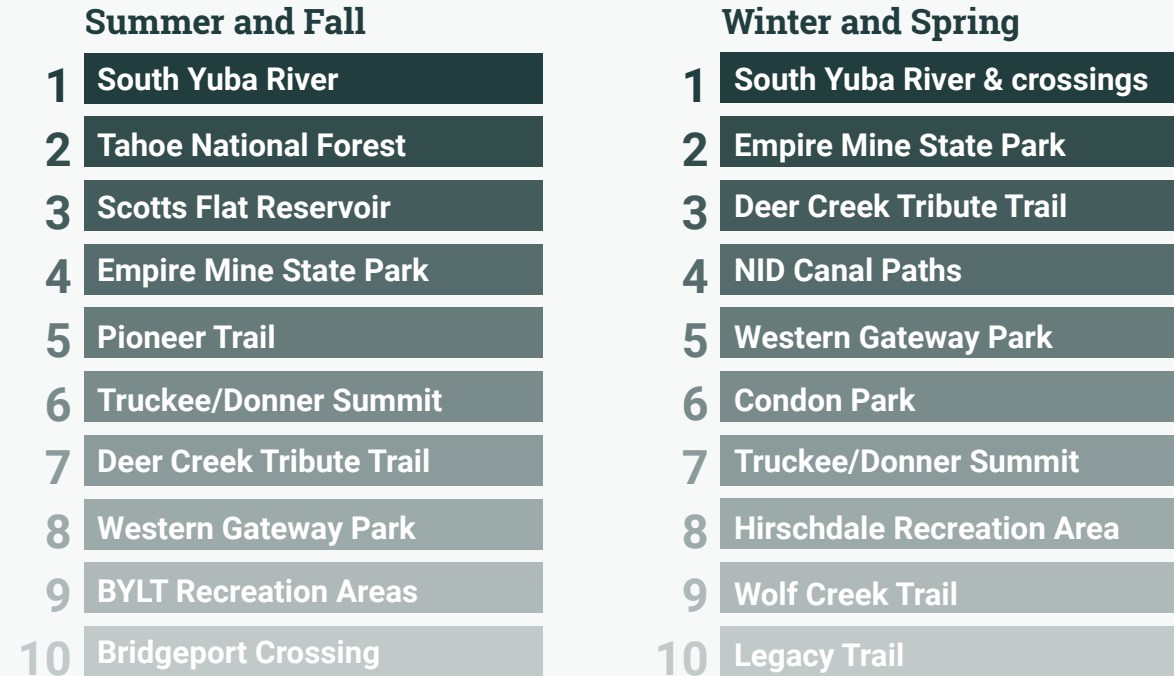 Summer and Fall
1 South Yuba River
2 Tahoe National Forest
3 Scotts Flat Reservoir
4 Empire Mine State Park
5 Pioneer Trail
6 Truckee/Donner Summit
7 Deer Creek Tribute Trail
8 Western Gateway Park
9 BYLT Recreation Areas
10 Bridgeport Crossing
Winter and Spring
1 South Yuba River & crossings
2 Empire Mine State Park
3 Deer Creek Tribute Trail
4 NID Canal Paths
5 Western Gateway Park
6 Condon Park
7 Truckee/Donner Summit
8 Hirschdale Recreation Area
9 Wolf Creek Trail
10 Legacy Trail